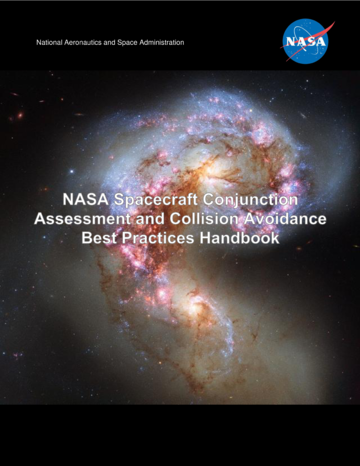 National Aeronautics and Space Administration
NASA
NASA Spacecraft Conjunction
Assessment and Collision Avoidance
Best Practices Handbook